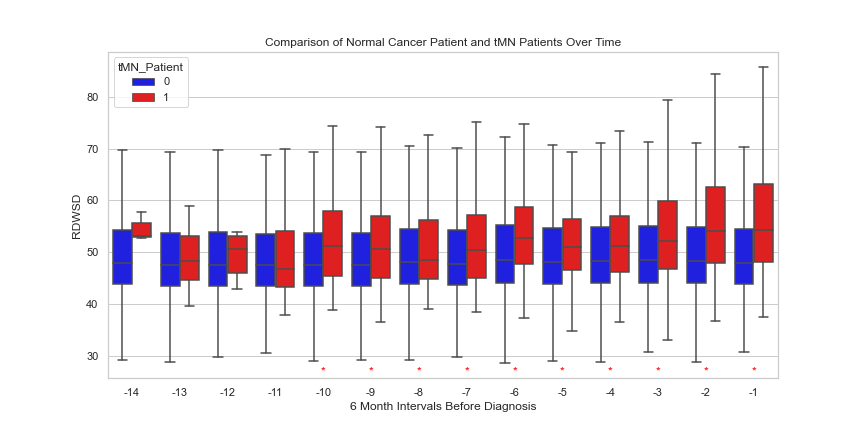 Comparison of Normal Cancer Patient and tMN Patients Over Time
tMN_Patient
0
1
RDWSD
80
70
60
50
40
30
* * * * * * * * * *
-14 -13 -12 -11 -10 -9 -8 -7 -6 -5 -4 -3 -2 -1
6 Month Intervals Before Diagnosis